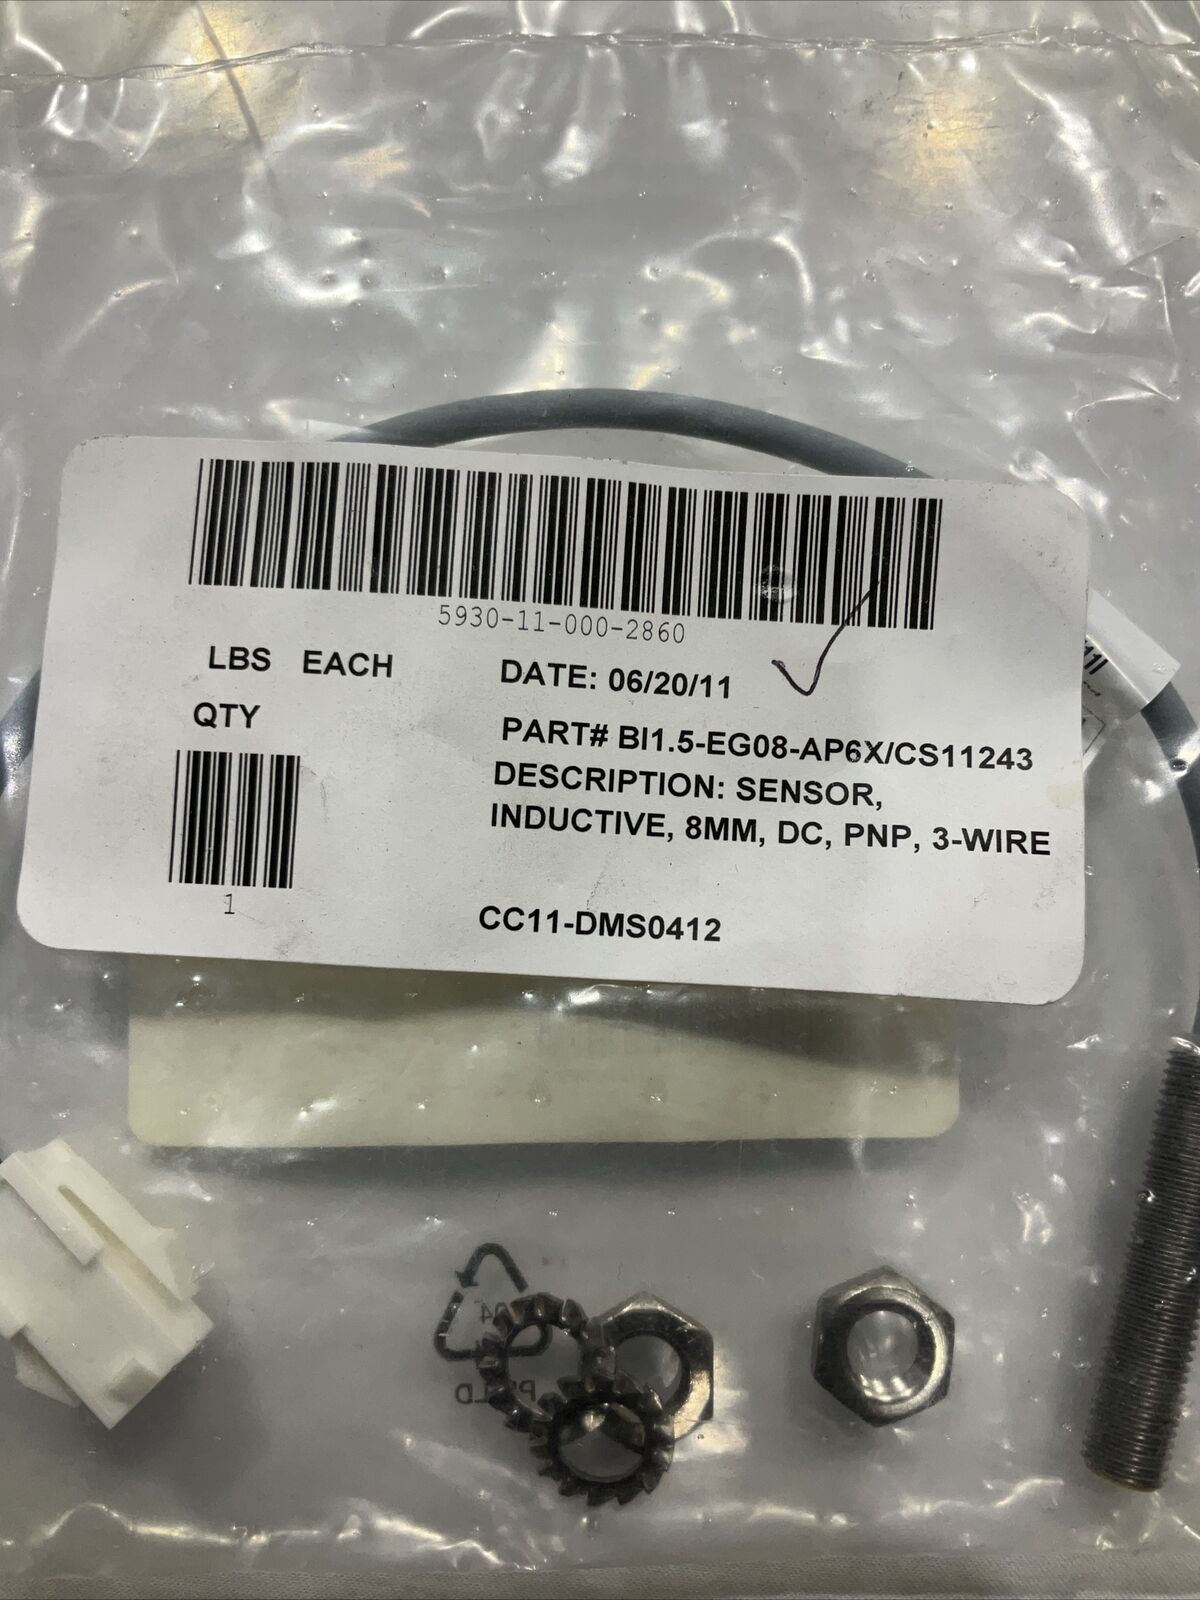 5930-11-000-2860
LBS EACH
DATE: 06/20/11
QTY
PART# BI1.5-EG08-AP6X/CS11243
DESCRIPTION: SENSOR,
INDUCTIVE, 8MM, DC, PNP, 3-WIRE
1
CC11-DMS0412
04